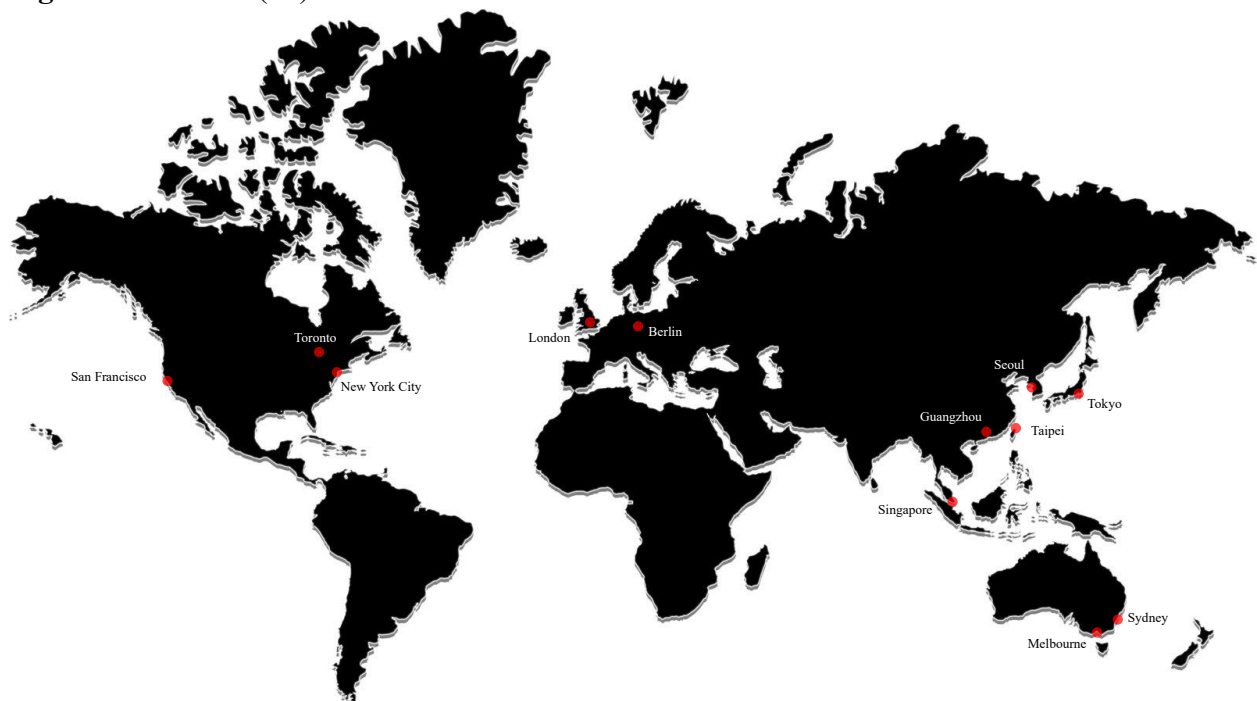 London
Berlin
Toronto
Seoul
San Francisco
New York City
Tokyo
Guangzhou
Taipei
Singapore
Sydney
Melbourne